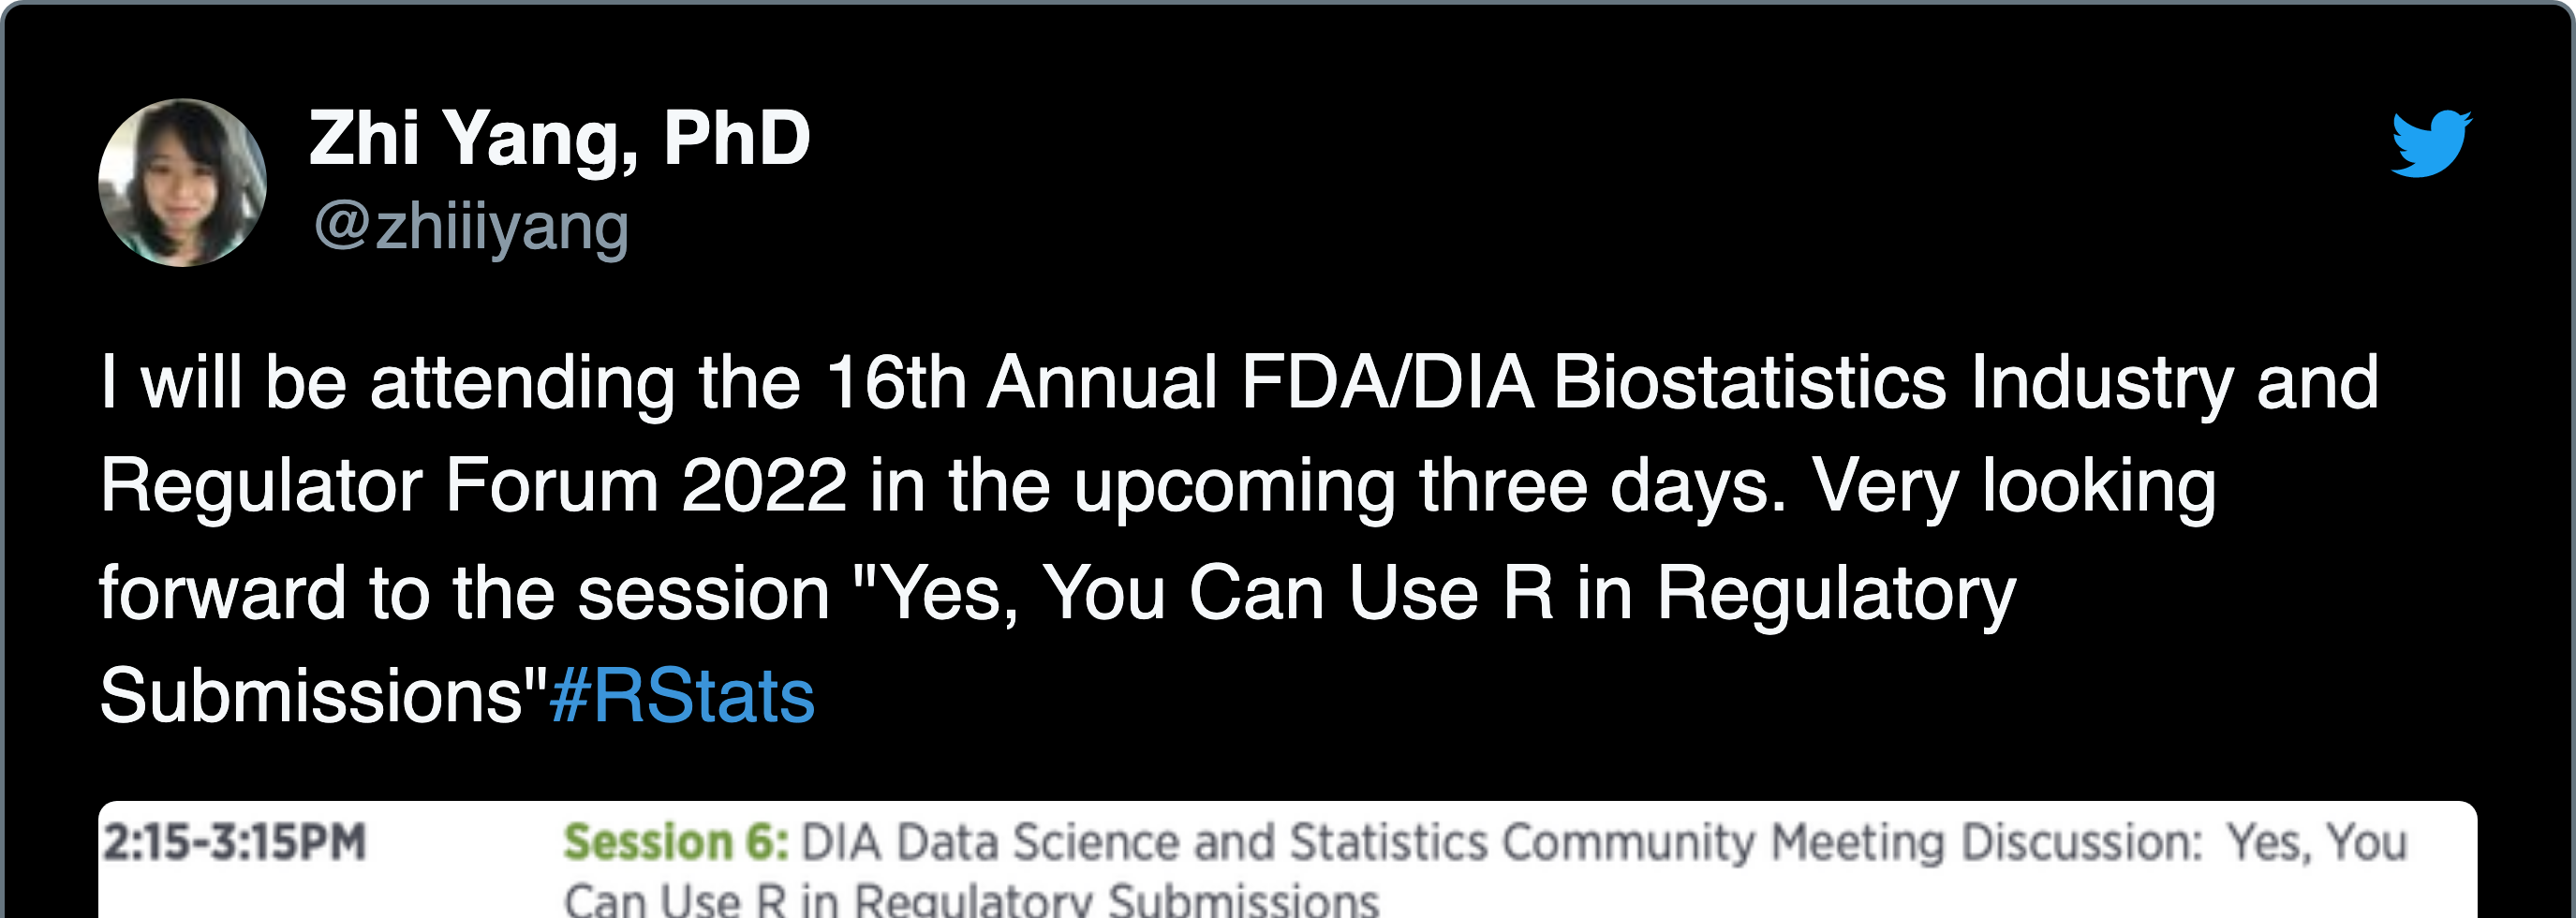 Zhi Yang, PhD
@zhiiiyang
I will be attending the 16th Annual FDA/DIA Biostatistics Industry and
Regulator Forum 2022 in the upcoming three days. Very looking
forward to the session "Yes, You Can Use R in Regulatory
Submissions"#RStats
2:15-3:15PM Session 6: DIA Data Science and Statistics Community Meeting Discussion: Yes, You
Can Use R in Regulatory Submissions